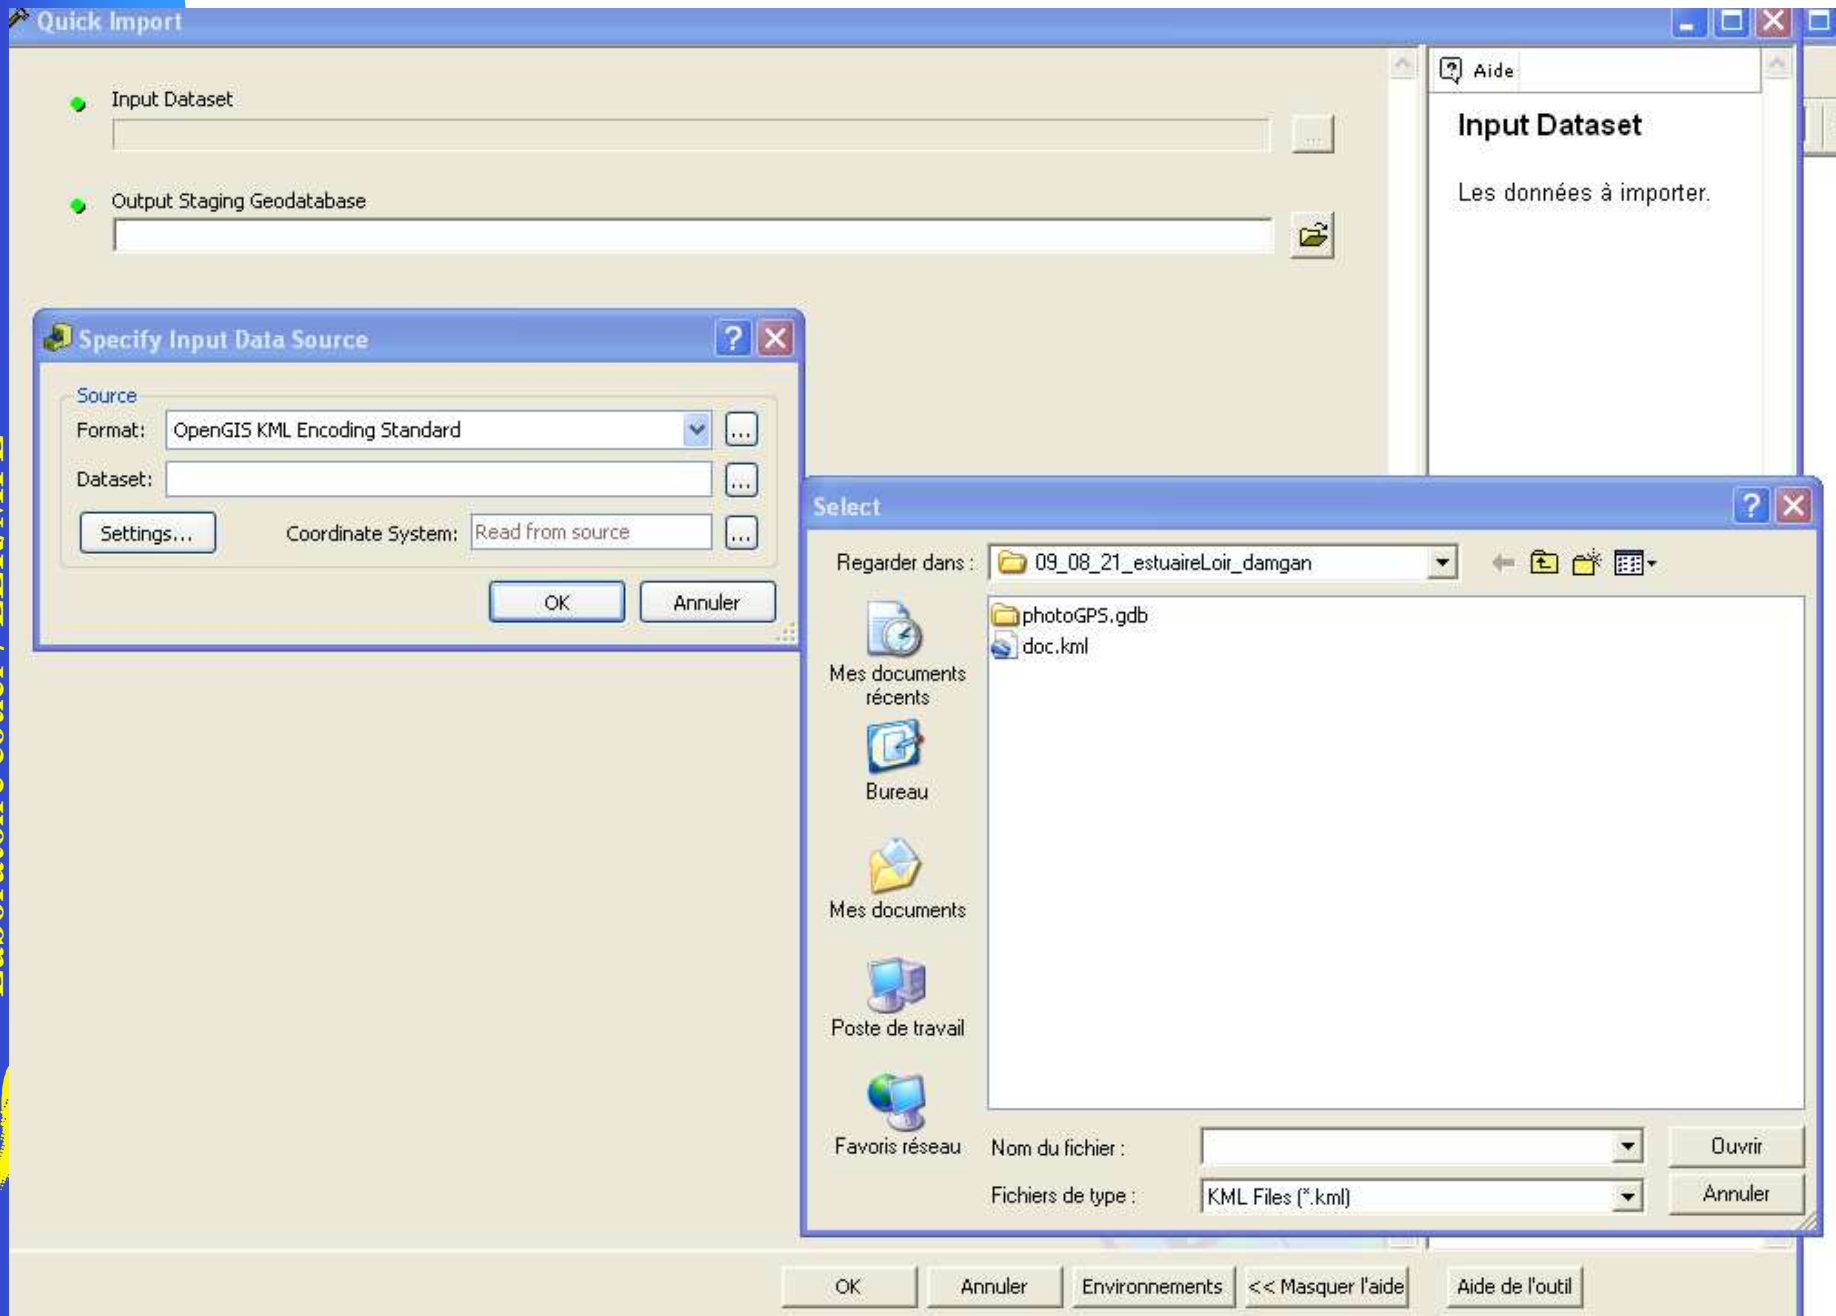 Quick Import
Input Dataset
...
Output Staging Geodatabase
Aide
Input Dataset
Les données à importer.
Specify Input Data Source
Source
Format: OpenGIS KML Encoding Standard ...
Dataset: ...
Settings... Coordinate System: Read from source ...
OK Annuler
Select
Regarder dans : 09_08_21_estuaireLoir_damgan
photoGPS.gdb
doc.kml
Mes documents
récents
Bureau
Mes documents
Poste de travail
Favoris réseau
Nom du fichier : Ouvrir
Fichiers de type : KML Files (*.kml) Annuler
OK Annuler Environnements << Masquer l'aide Aide de l'outil